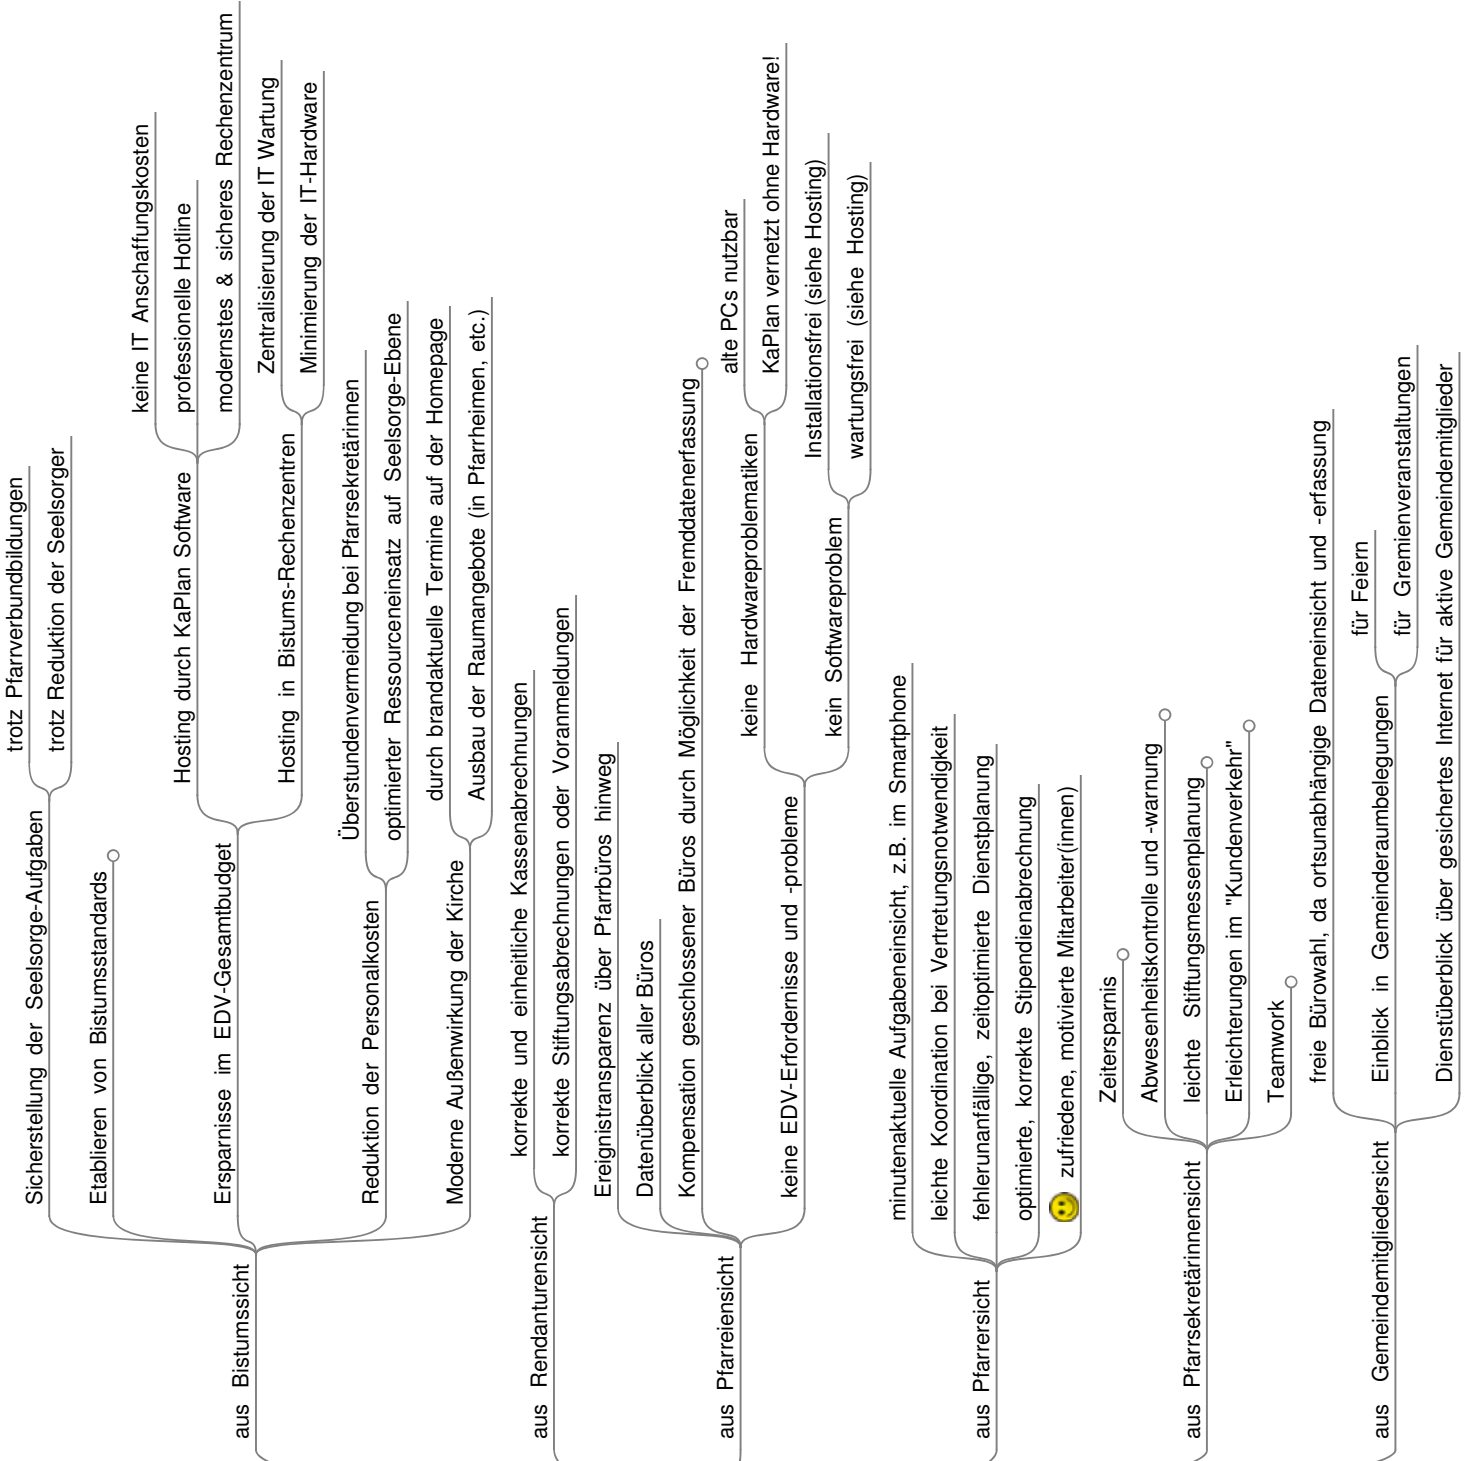 aus Bistumssicht
Sicherstellung der Seelsorge-Aufgaben
trotz Pfarrverbundbildungen
trotz Reduktion der Seelsorger
Etablieren von Bistumsstandards
Ersparnisse im EDV-Gesamtbudget
Hosting durch KaPlan Software
keine IT Anschaffungskosten
professionelle Hotline
modernstes & sicheres Rechenzentrum
Hosting in Bistums-Rechenzentren
Zentralisierung der IT Wartung
Minimierung der IT-Hardware
Reduktion der Personalkosten
Überstundenvermeidung bei Pfarrsekretärinnen
optimierter Ressourceneinsatz auf Seelsorge-Ebene
Moderne Außenwirkung der Kirche
durch brandaktuelle Termine auf der Homepage
Ausbau der Raumangebote (in Pfarrheimen, etc.)
aus Rendanturensicht
korrekte und einheitliche Kassenabrechnungen
korrekte Stiftungsabrechnungen oder Voranmeldungen
aus Pfarreiensicht
Ereignistransparenz über Pfarrbüros hinweg
Datenüberblick aller Büros
Kompensation geschlossener Büros durch Möglichkeit der Fremddatenerfassung
keine EDV-Erfordernisse und -probleme
keine Hardwareproblematiken
alte PCs nutzbar
KaPlan vernetzt ohne Hardware!
kein Softwareproblem
Installationsfrei (siehe Hosting)
wartungsfrei (siehe Hosting)
aus Pfarrersicht
minutenaktuelle Aufgabeneinsicht, z.B. im Smartphone
leichte Koordination bei Vertretungsnotwendigkeit
fehlerunanfällige, zeitoptimierte Dienstplanung
optimierte, korrekte Stipendienabrechnung
zufriedene, motivierte Mitarbeiter(innen)
aus Pfarrsekretärinnensicht
Zeitersparnis
Abwesenheitskontrolle und -warnung
leichte Stiftungsmessenplanung
Erleichterungen im "Kundenverkehr"
Teamwork
aus Gemeindemitgliedersicht
freie Bürowahl, da ortsunabhängige Dateneinsicht und -erfassung
Einblick in Gemeinderaumbelegungen
für Feiern
für Gremienveranstaltungen
Dienstüberblick über gesichertes Internet für aktive Gemeindemitglieder